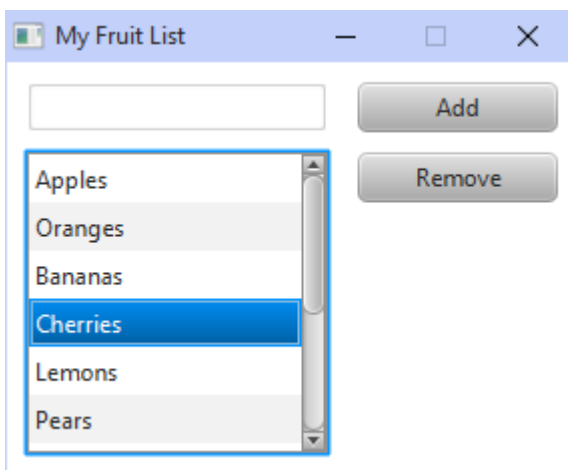 My Fruit List
Add
Remove
Apples
Oranges
Bananas
Cherries
Lemons
Pears